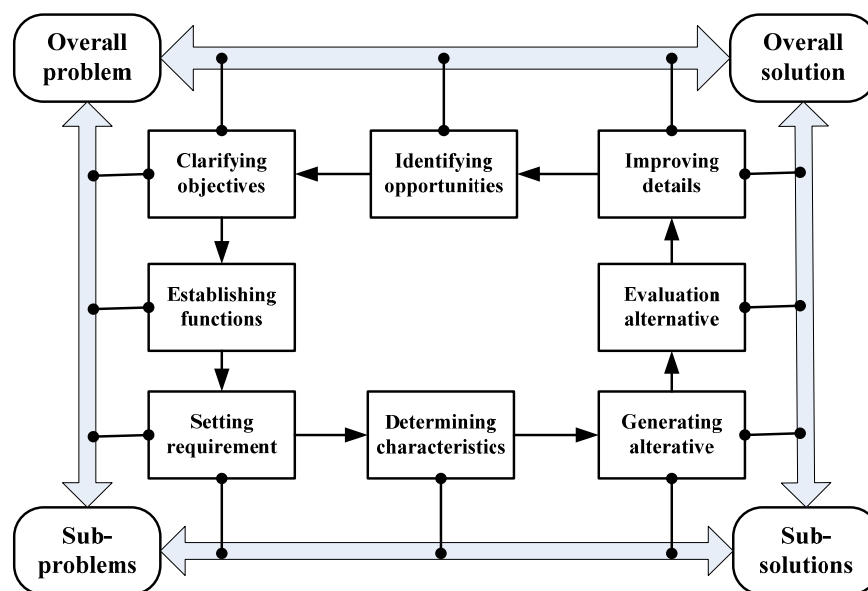 Overall
problem
Overall
solution
Clarifying
objectives
Identifying
opportunities
Improving
details
Establishing
functions
Evaluation
alternative
Setting
requirement
Determining
characteristics
Generating
alterative
Sub-
problems
Sub-
solutions